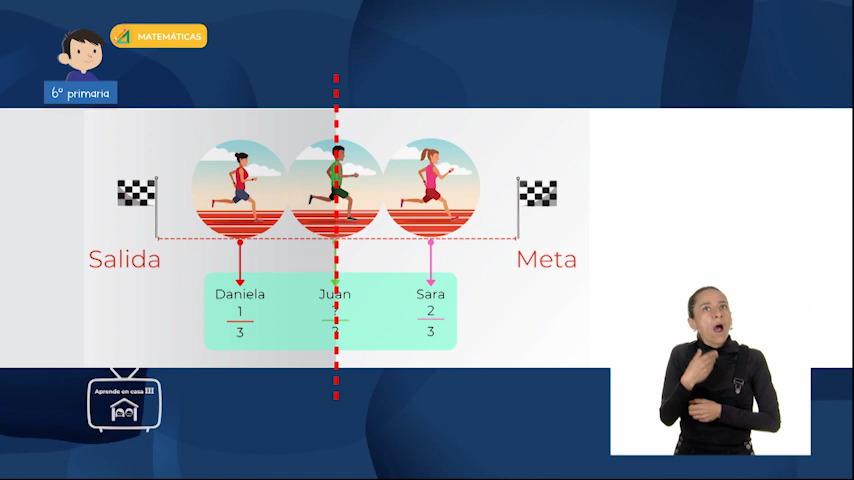 MATEMÁTICAS
6º primaria
Salida
Meta
Daniela
1
3
Juan
?
?
Sara
2
3
Aprende en casa III